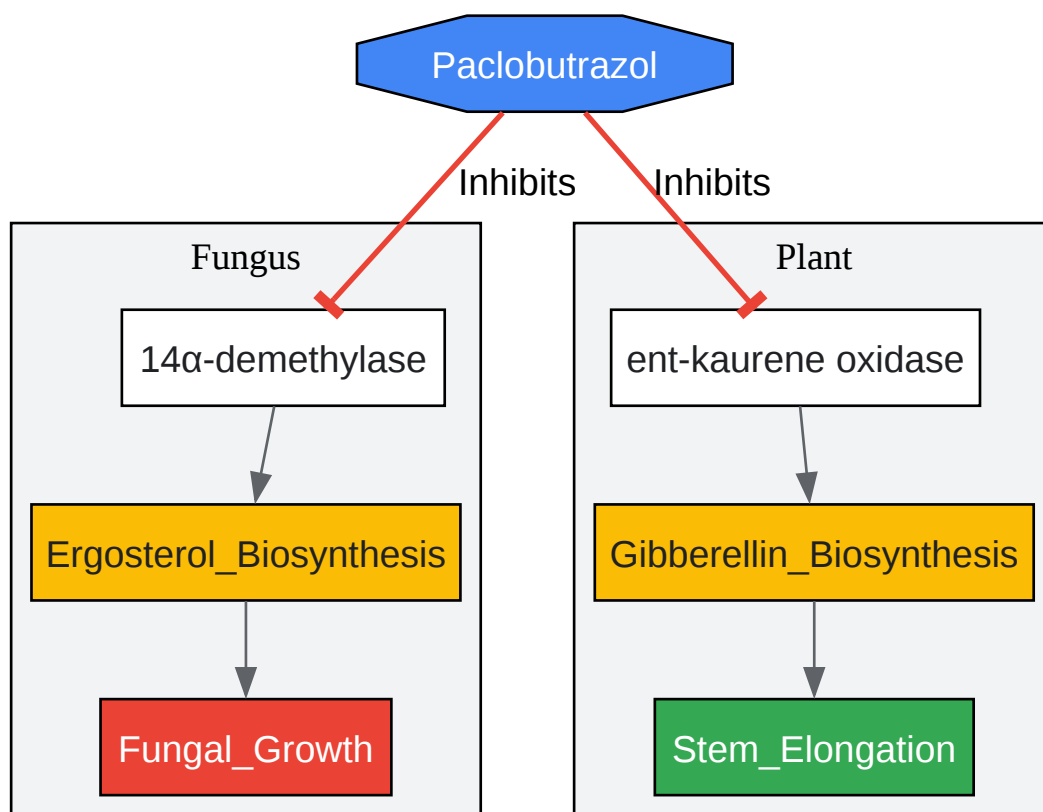 Paclobutrazol
Inhibits
Inhibits
Fungus
Plant
14α-demethylase
ent-kaurene oxidase
Ergosterol_Biosynthesis
Gibberellin_Biosynthesis
Fungal_Growth
Stem_Elongation